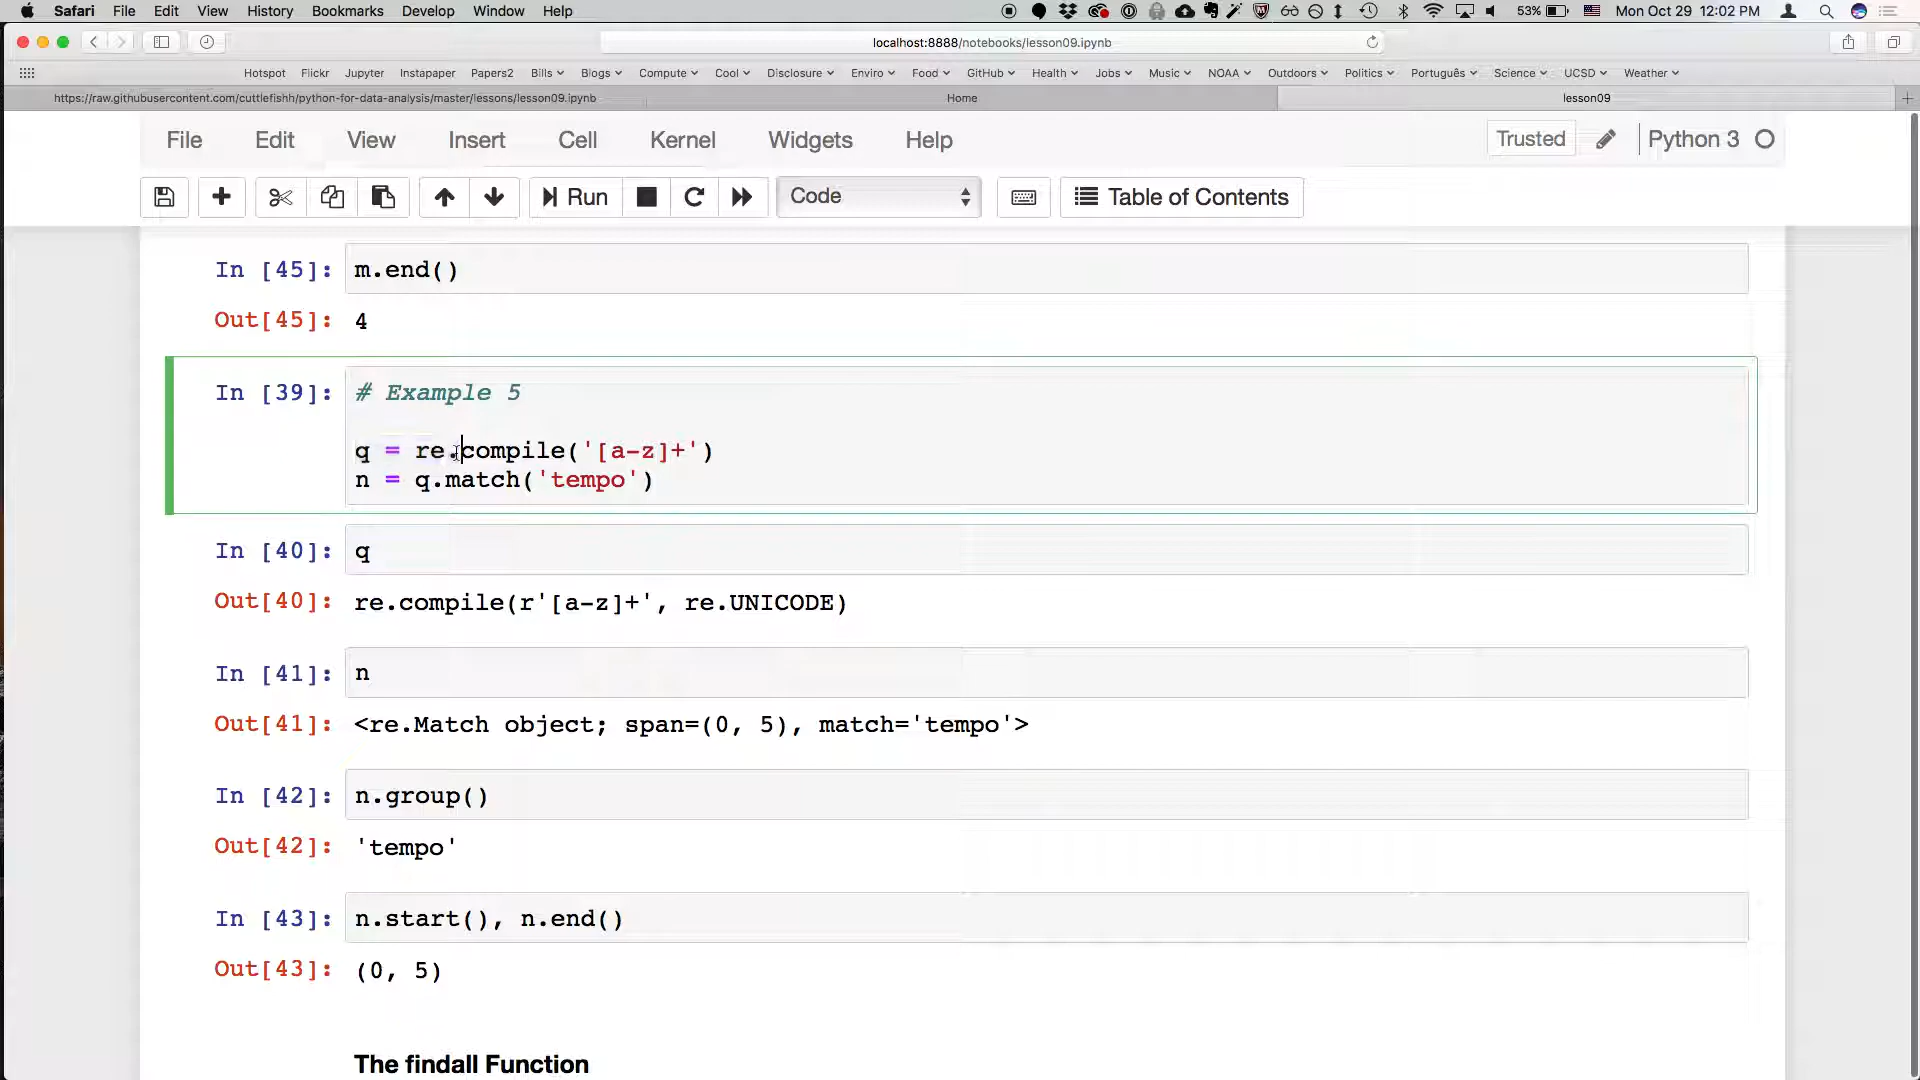 Safari File Edit View History Bookmarks Develop Window Help 53% Mon Oct 29 12:02 PM
localhost:8888/notebooks/lesson09.ipynb
Hotspot Flickr Jupyter Instapaper Papers2 Bills Blogs Compute Cool Disclosure Enviro Food GitHub Health Jobs Music NOAA Outdoors Politics Português Science UCSD Weather
https://raw.githubusercontent.com/cuttlefishh/python-for-data-analysis/master/lessons/lesson09.ipynb Home lesson09
File Edit View Insert Cell Kernel Widgets Help Trusted Python 3
Run Code Table of Contents
In [45]: m.end()
Out[45]: 4
In [39]: # Example 5
q = re.compile('[a-z]+')
n = q.match('tempo')
In [40]: q
Out[40]: re.compile(r'[a-z]+', re.UNICODE)
In [41]: n
Out[41]: <re.Match object; span=(0, 5), match='tempo'>
In [42]: n.group()
Out[42]: 'tempo'
In [43]: n.start(), n.end()
Out[43]: (0, 5)
The findall Function